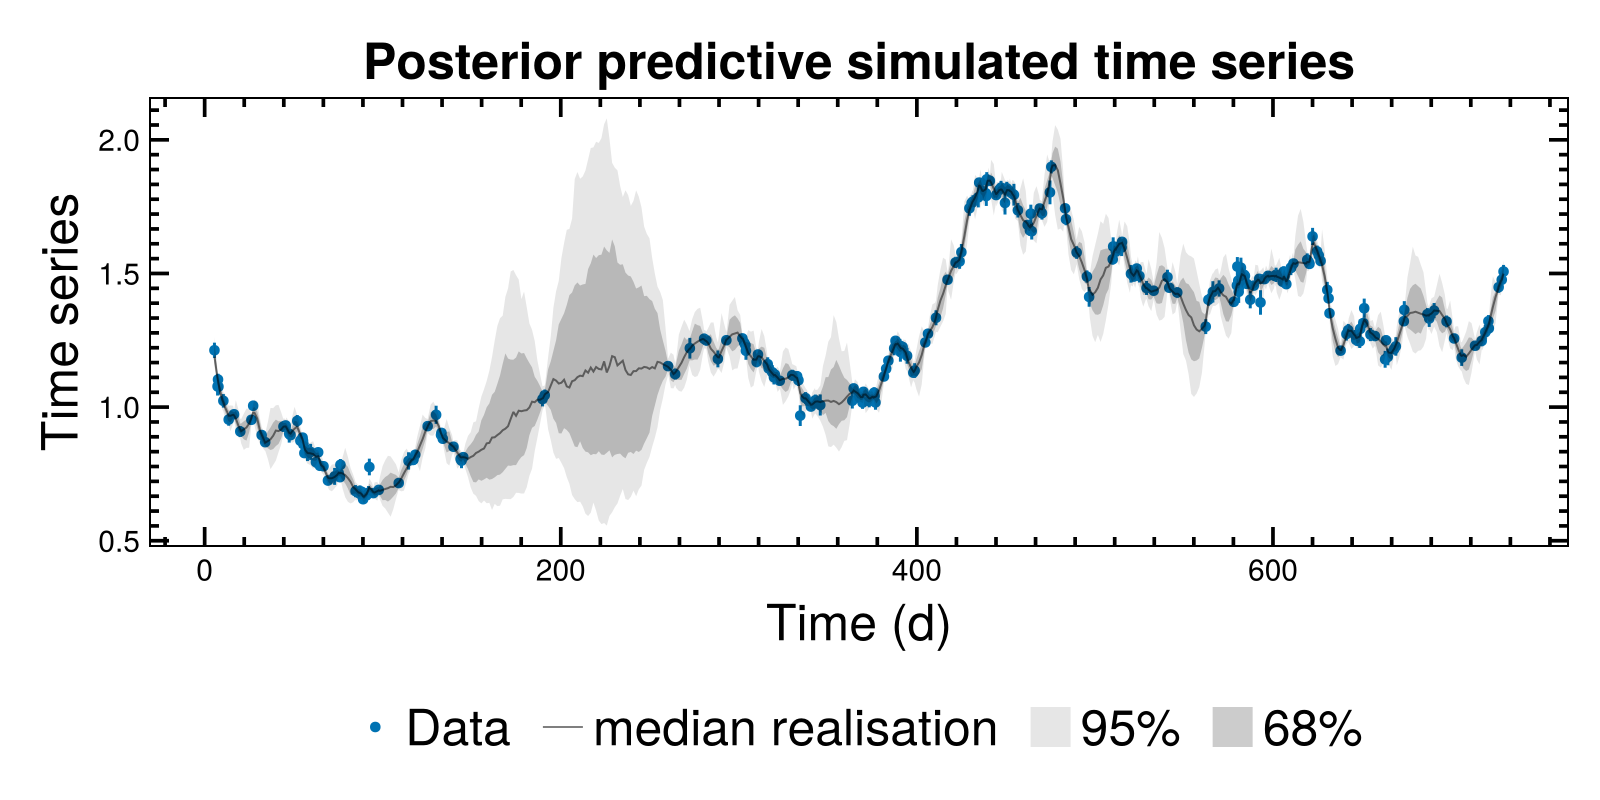 Posterior predictive simulated time series
Time series
2.0
1.5
1.0
0.5
0 200 400 600
Time (d)
Data median realisation 95% 68%